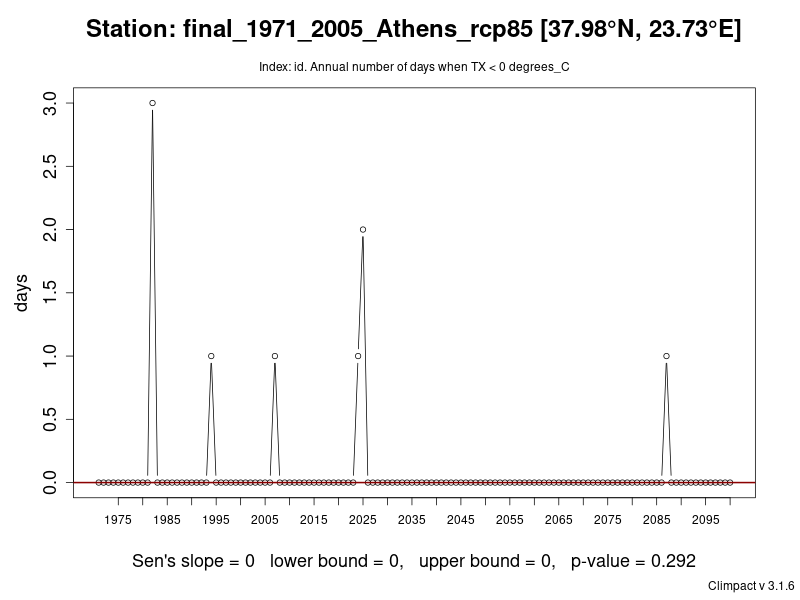 Station: final_1971_2005_Athens_rcp85 [37.98°N, 23.73°E]
Index: id. Annual number of days when TX < 0 degrees_C
3.0
2.5
2.0
1.5
1.0
0.5
0.0
days
1975 1985 1995 2005 2015 2025 2035 2045 2055 2065 2075 2085 2095
Sen's slope = 0 lower bound = 0, upper bound = 0, p-value = 0.292
Climpact v 3.1.6